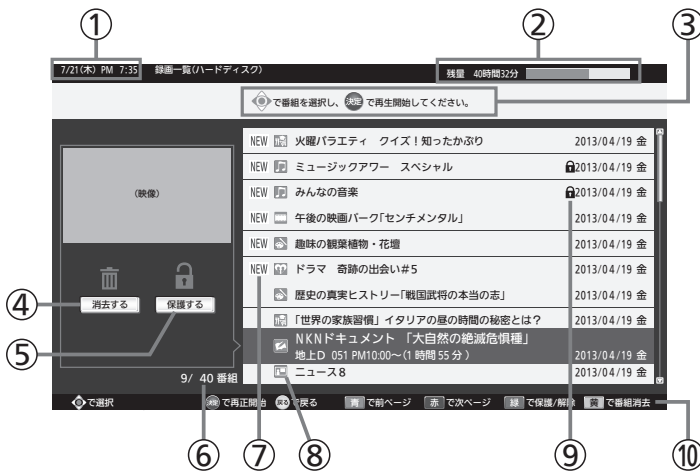 ① ② ③
7/21(木) PM 7:35 録画一覧(ハードディスク) 残量 40時間32分
で番組を選択し、決定で再生開始してください。
NEW 火曜バラエティ クイズ!知ったかぶり 2013/04/19 金
NEW ミュージックアワー スペシャル 2013/04/19 金
(映像)
NEW みんなの音楽 2013/04/19 金
NEW 午後の映画パーク「センチメンタル」 2013/04/19 金
NEW 趣味の観葉植物・花壇 2013/04/19 金
NEW ドラマ 奇跡の出会い#5 2013/04/19 金
④ 消去する 保護する
歴史の真実ヒストリー「戦国武将の本当の志」 2013/04/19 金
⑤
「世界の家族習慣」イタリアの昼の時間の秘密とは? 2013/04/19 金
NKNドキュメント 「大自然の絶滅危惧種」
地上D 051 PM10:00~(1時間55分) 2013/04/19 金
9/ 40 番組
ニュース8 2013/04/19 金
で選択 決定で再正開始 戻るで戻る 青で前ページ 赤で次ページ 緑で保護/解除 黄で番組消去
⑥ ⑦ ⑧ ⑨ ⑩